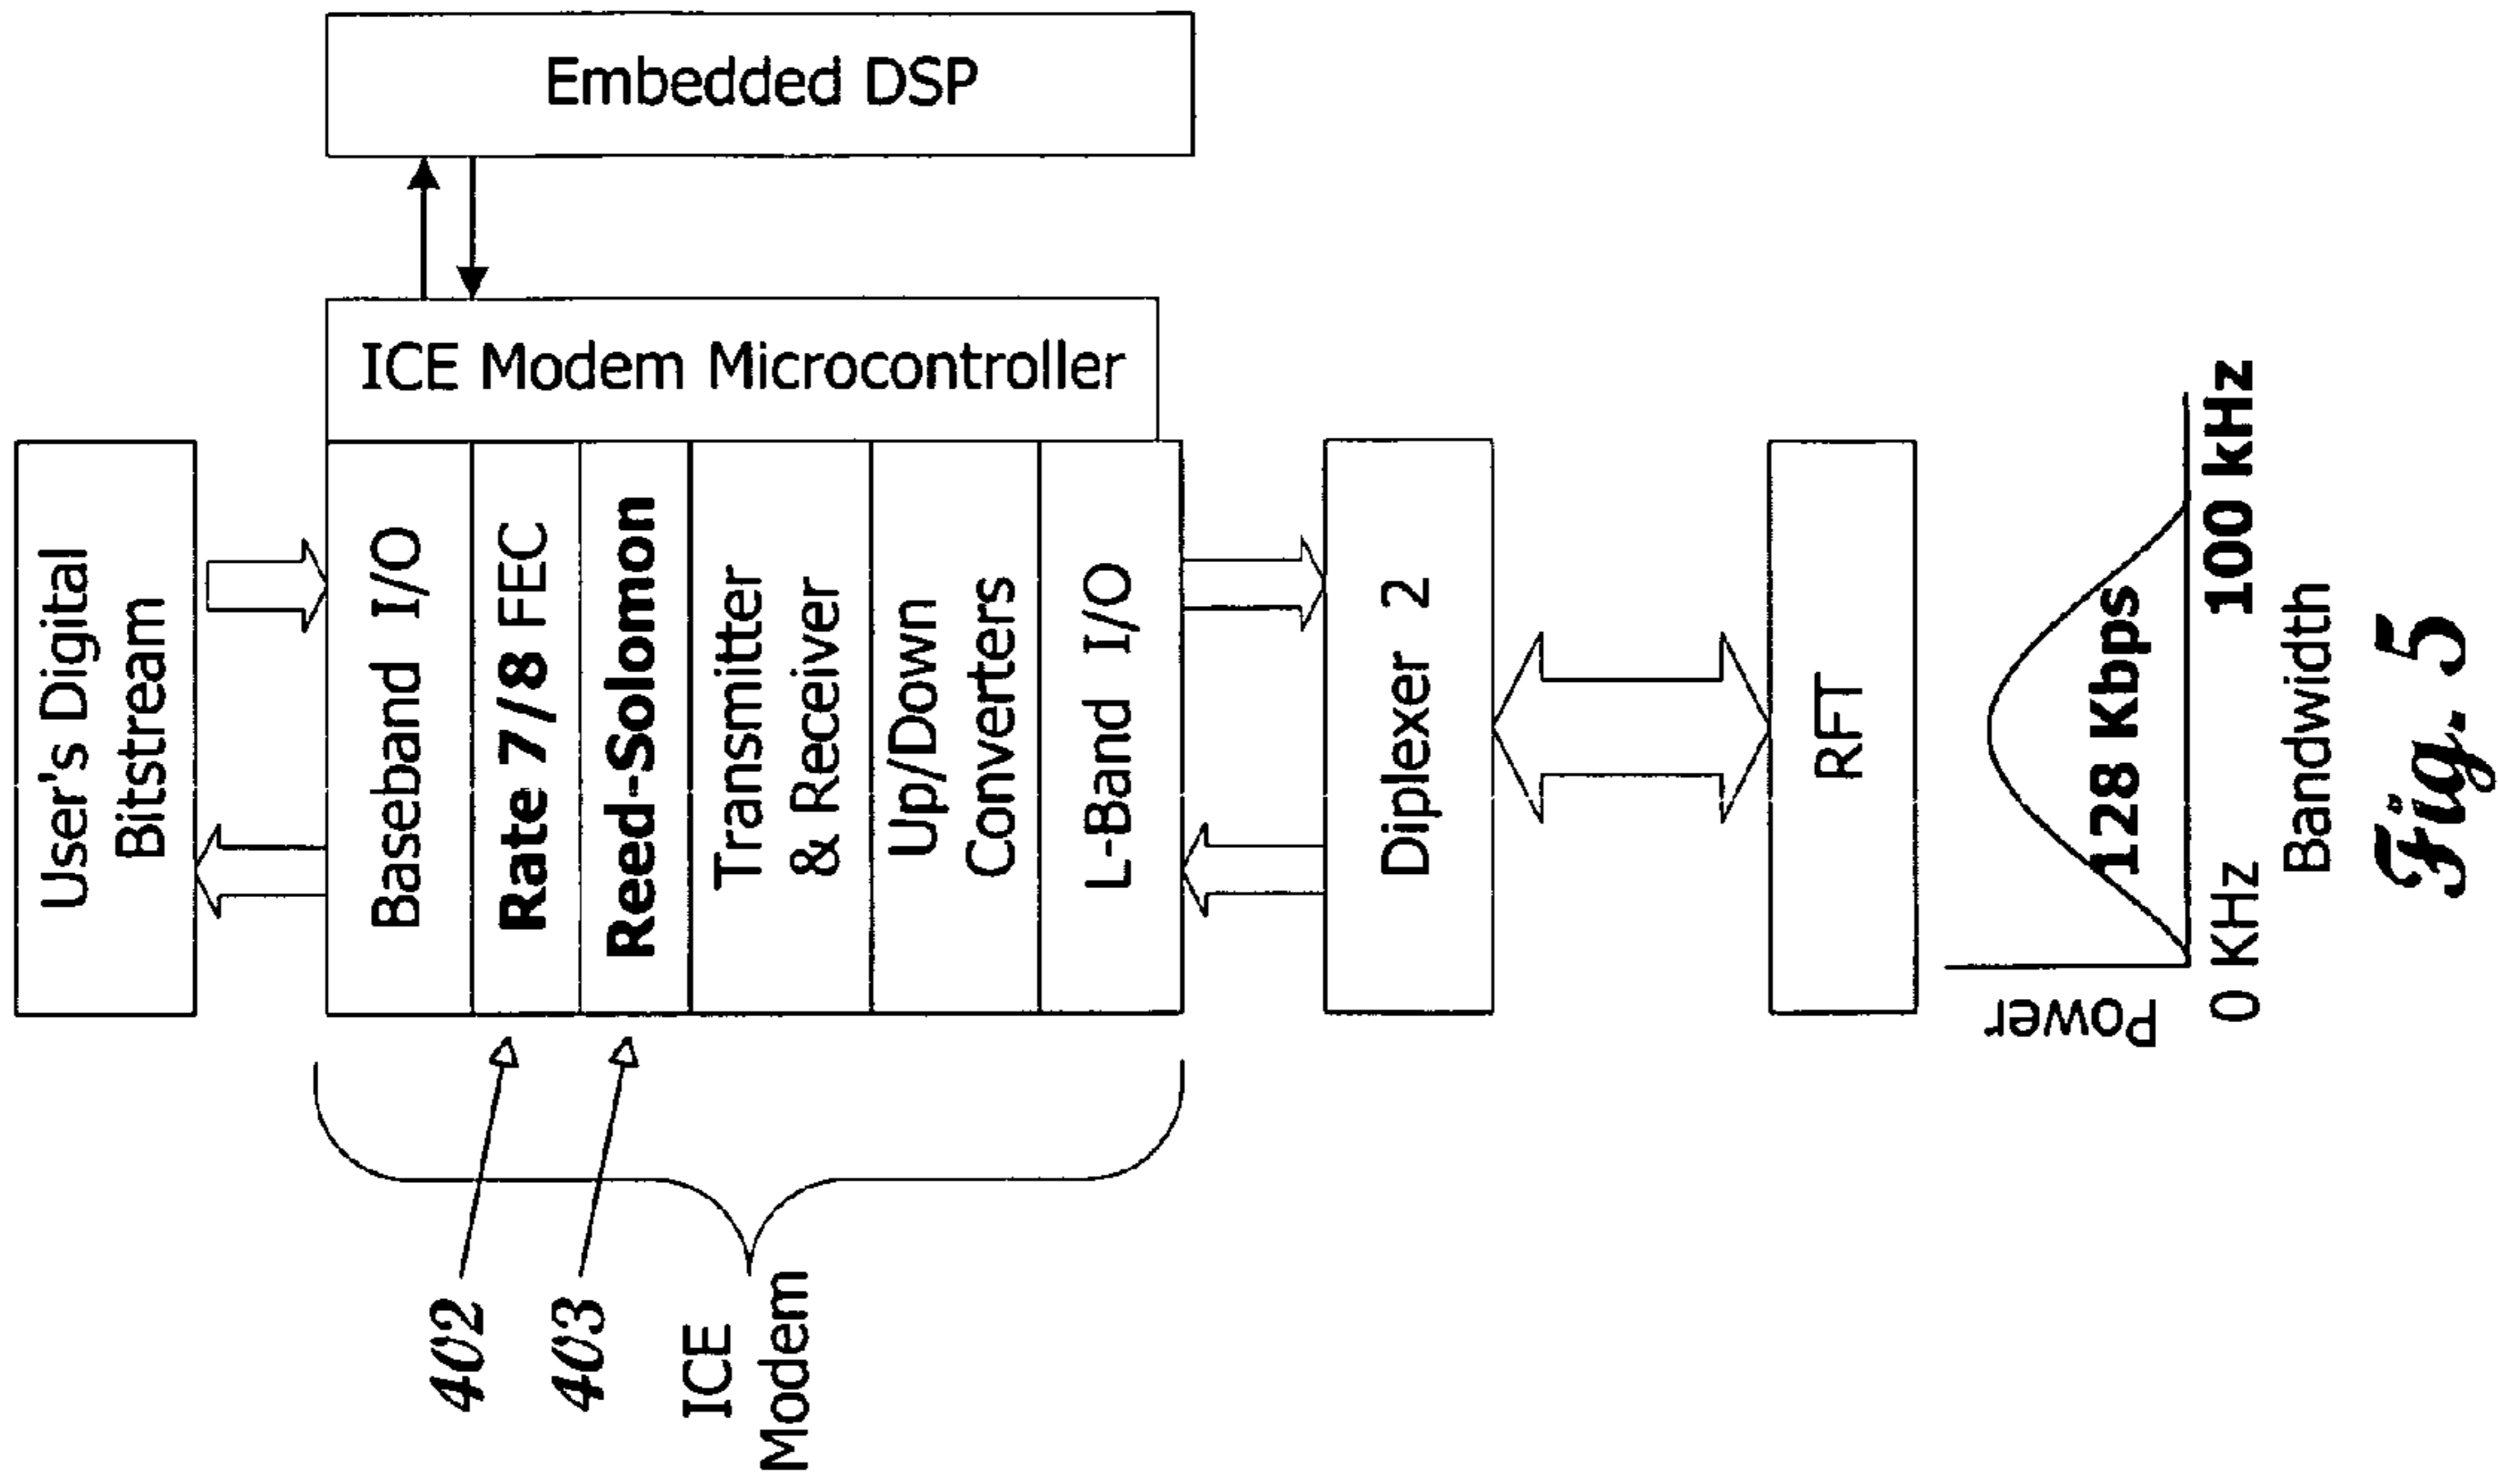 User's Digital
Bitstream
Embedded DSP
ICE Modem Microcontroller
Baseband I/O
Rate 7/8 FEC
Reed-Solomon
Transmitter
& Receiver
Up/Down
Converters
L-Band I/O
402
403
ICE
Modem
Diplexer 2
RFT
Power
128 Kbps
0 KHz
100 kHz
Bandwidth
Fig. 5